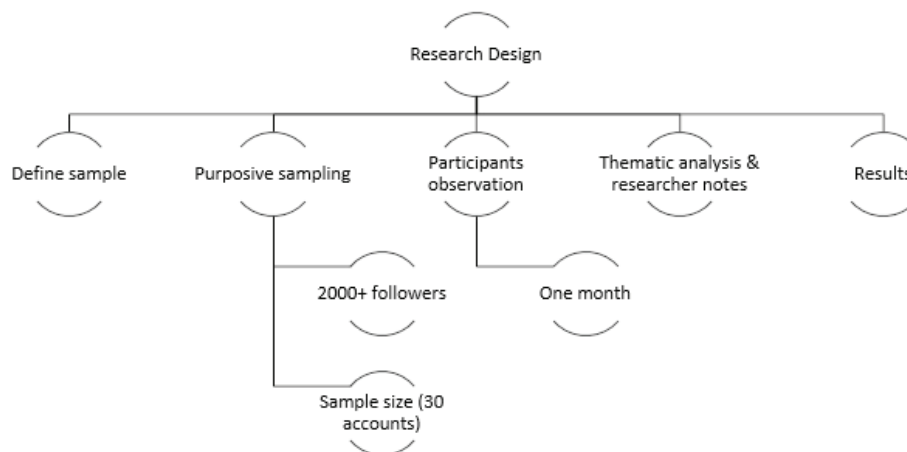 Research Design
Define sample
Purposive sampling
Participants
observation
Thematic analysis &
researcher notes
Results
2000+ followers
One month
Sample size (30
accounts)